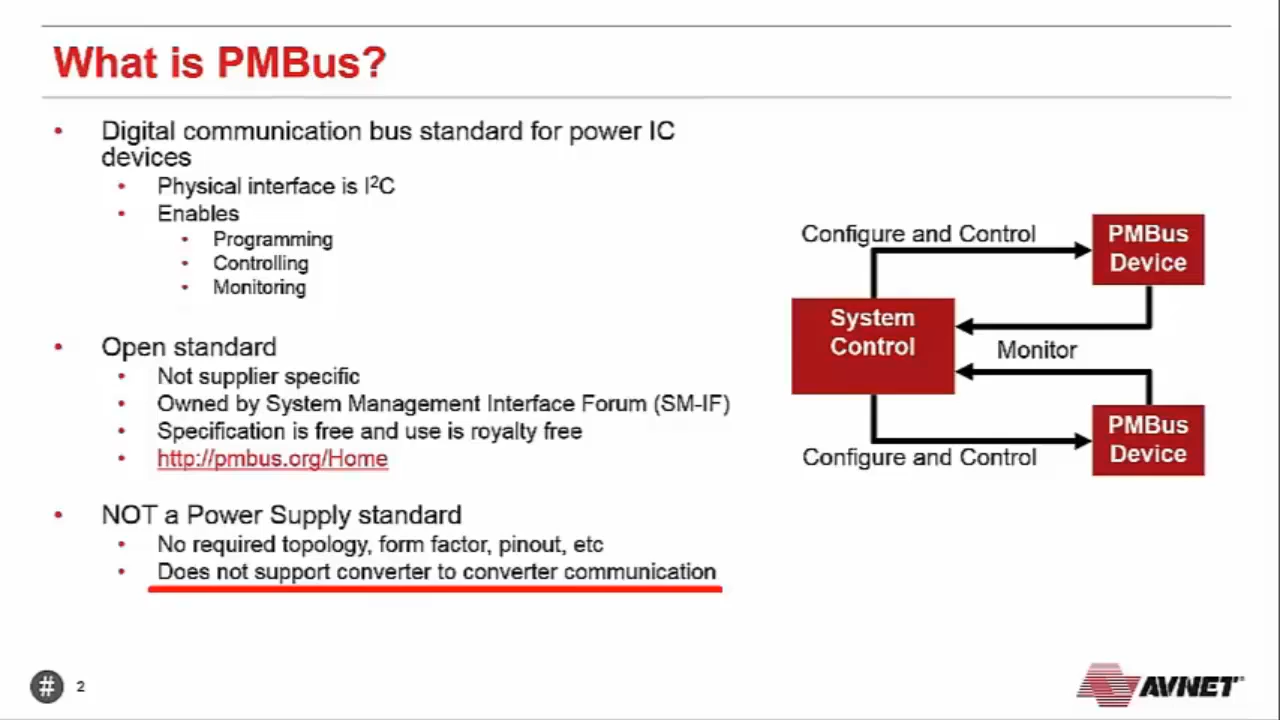 What is PMBus?
• Digital communication bus standard for power IC
devices
• Physical interface is I²C
• Enables
• Programming
• Controlling
• Monitoring
• Open standard
• Not supplier specific
• Owned by System Management Interface Forum (SM-IF)
• Specification is free and use is royalty free
• http://pmbus.org/Home
• NOT a Power Supply standard
• No required topology, form factor, pinout, etc
• Does not support converter to converter communication
Configure and Control
PMBus
Device
System
Control
Monitor
PMBus
Device
Configure and Control
# 2
AVNET